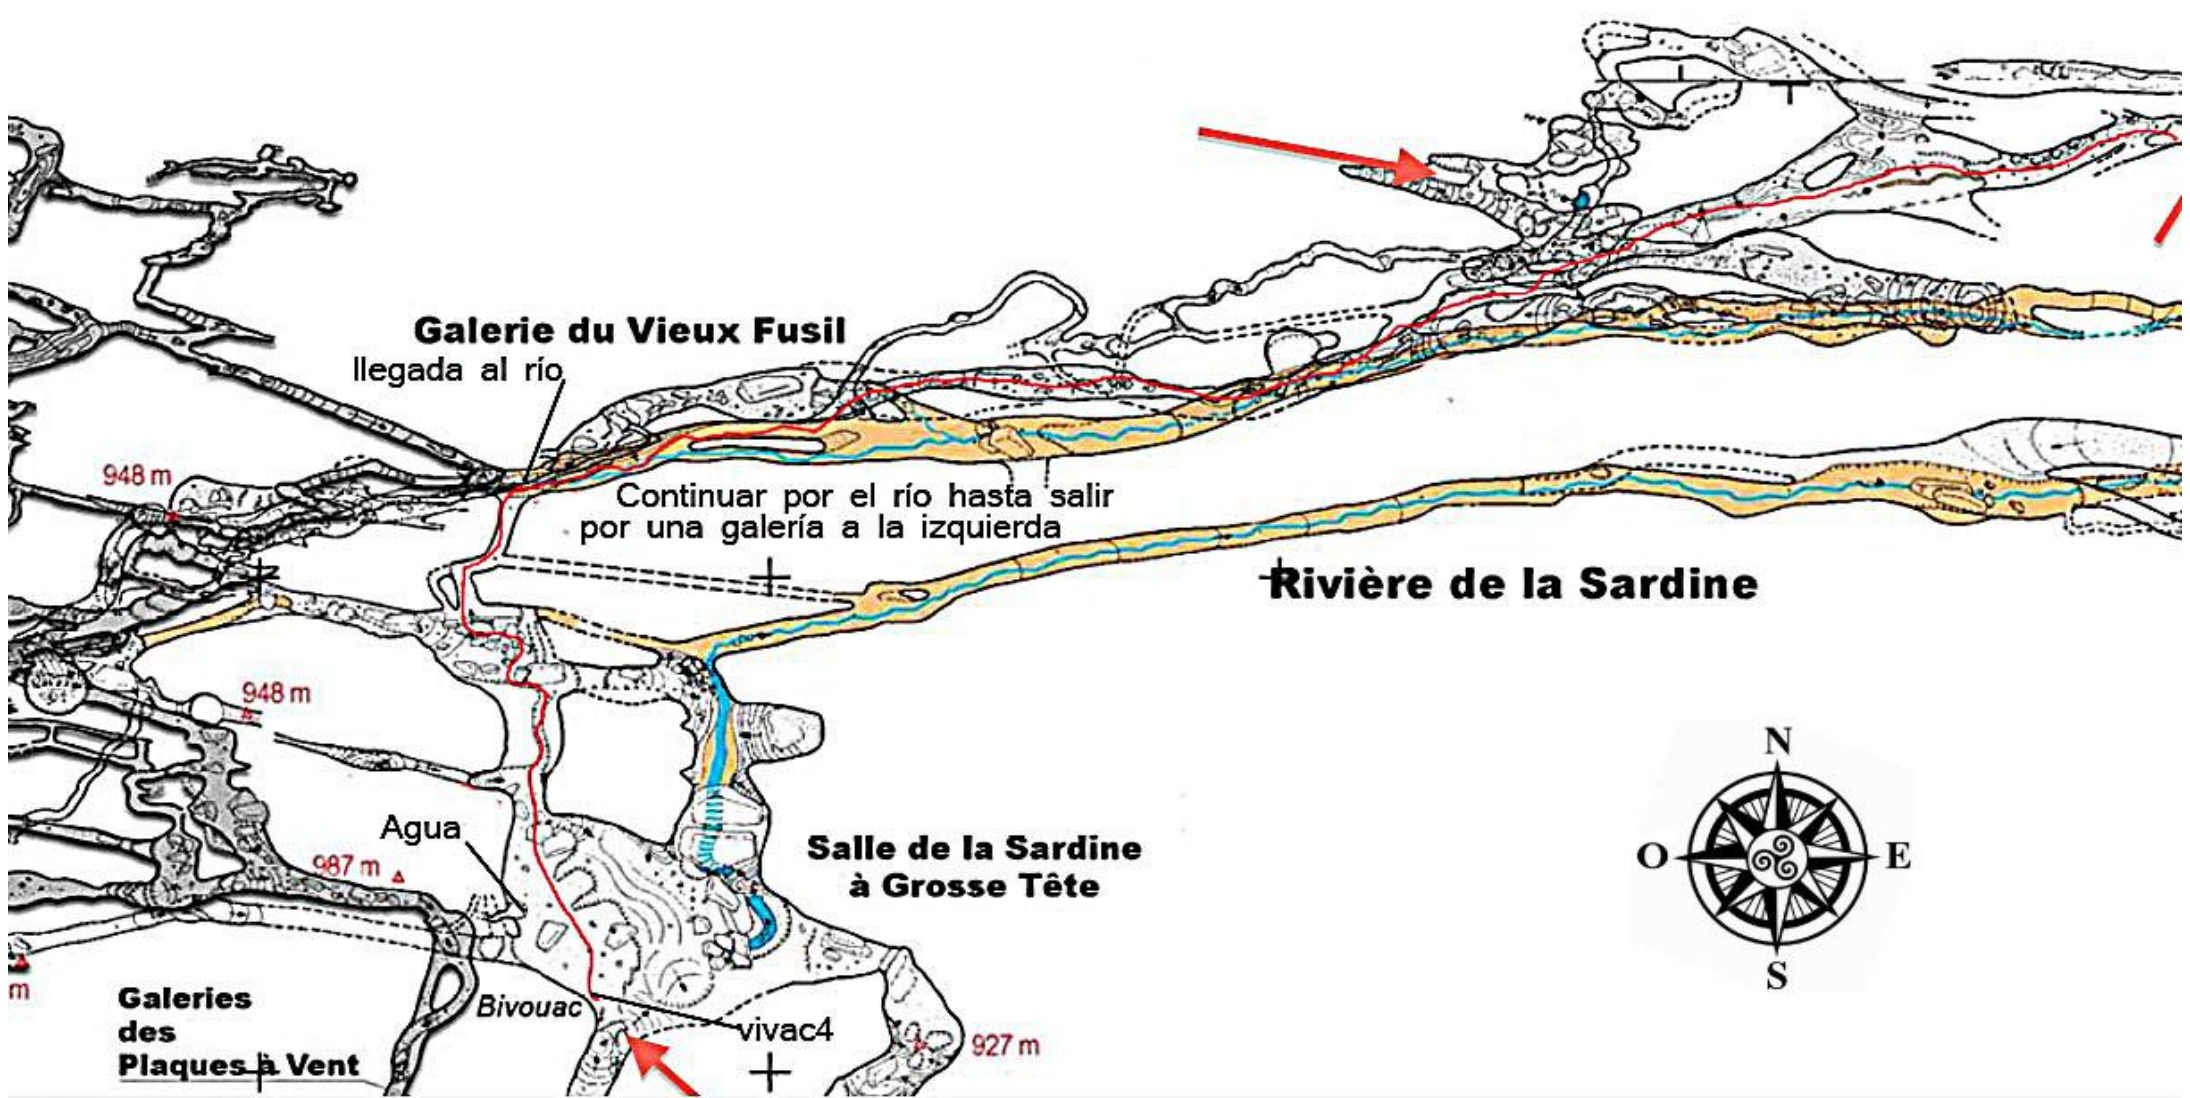 Galerie du Vieux Fusil
llegada al río
948 m
Continuar por el río hasta salir
por una galería a la izquierda
Rivière de la Sardine
948 m
N
Agua
Salle de la Sardine
à Grosse Tête
O
E
987 m
S
m
Galeries
des
Plaques à Vent
Bivouac
vivac4
927 m